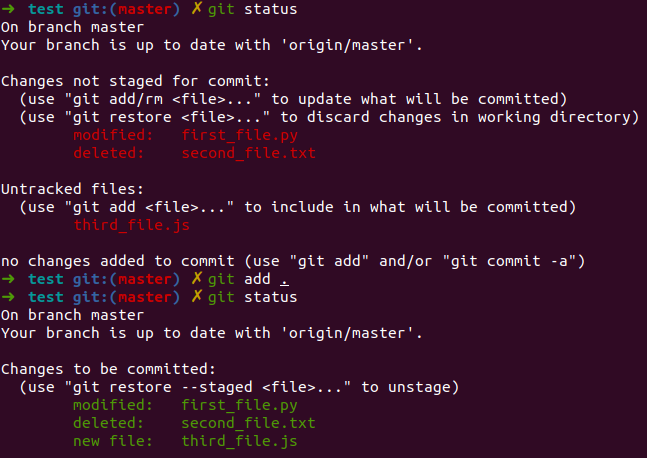 ➜ test git:(master) ✗ git status
On branch master
Your branch is up to date with 'origin/master'.

Changes not staged for commit:
  (use "git add/rm <file>..." to update what will be committed)
  (use "git restore <file>..." to discard changes in working directory)
        modified:   first_file.py
        deleted:    second_file.txt

Untracked files:
  (use "git add <file>..." to include in what will be committed)
        third_file.js

no changes added to commit (use "git add" and/or "git commit -a")
➜ test git:(master) ✗ git add .
➜ test git:(master) ✗ git status
On branch master
Your branch is up to date with 'origin/master'.

Changes to be committed:
  (use "git restore --staged <file>..." to unstage)
        modified:   first_file.py
        deleted:    second_file.txt
        new file:   third_file.js